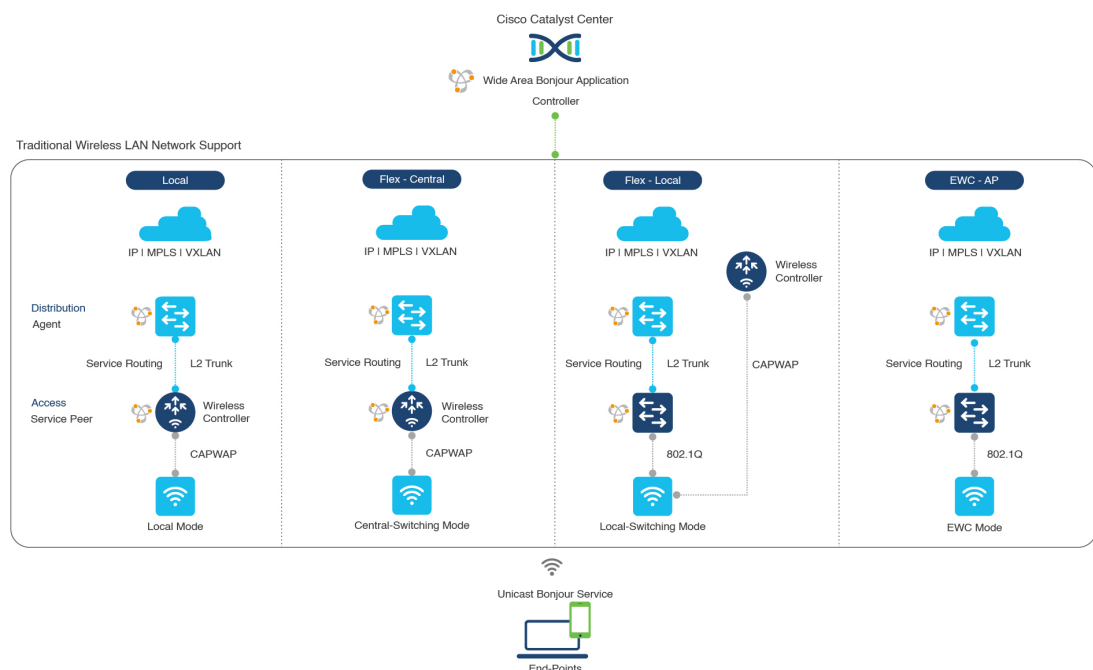 Cisco Catalyst Center
Wide Area Bonjour Application
Controller
Traditional Wireless LAN Network Support
Local
Flex - Central
Flex - Local
EWC - AP
IP I MPLS I VXLAN
IP I MPLS I VXLAN
IP I MPLS I VXLAN
IP I MPLS I VXLAN
Wireless
Controller
Distribution
Agent
Service Routing
L2 Trunk
Service Routing
L2 Trunk
Service Routing
L2 Trunk
CAPWAP
Service Routing
L2 Trunk
Access
Service Peer
Wireless
Controller
Wireless
Controller
CAPWAP
CAPWAP
802.1Q
802.1Q
Local Mode
Central-Switching Mode
Local-Switching Mode
EWC Mode
Unicast Bonjour Service
End-Points